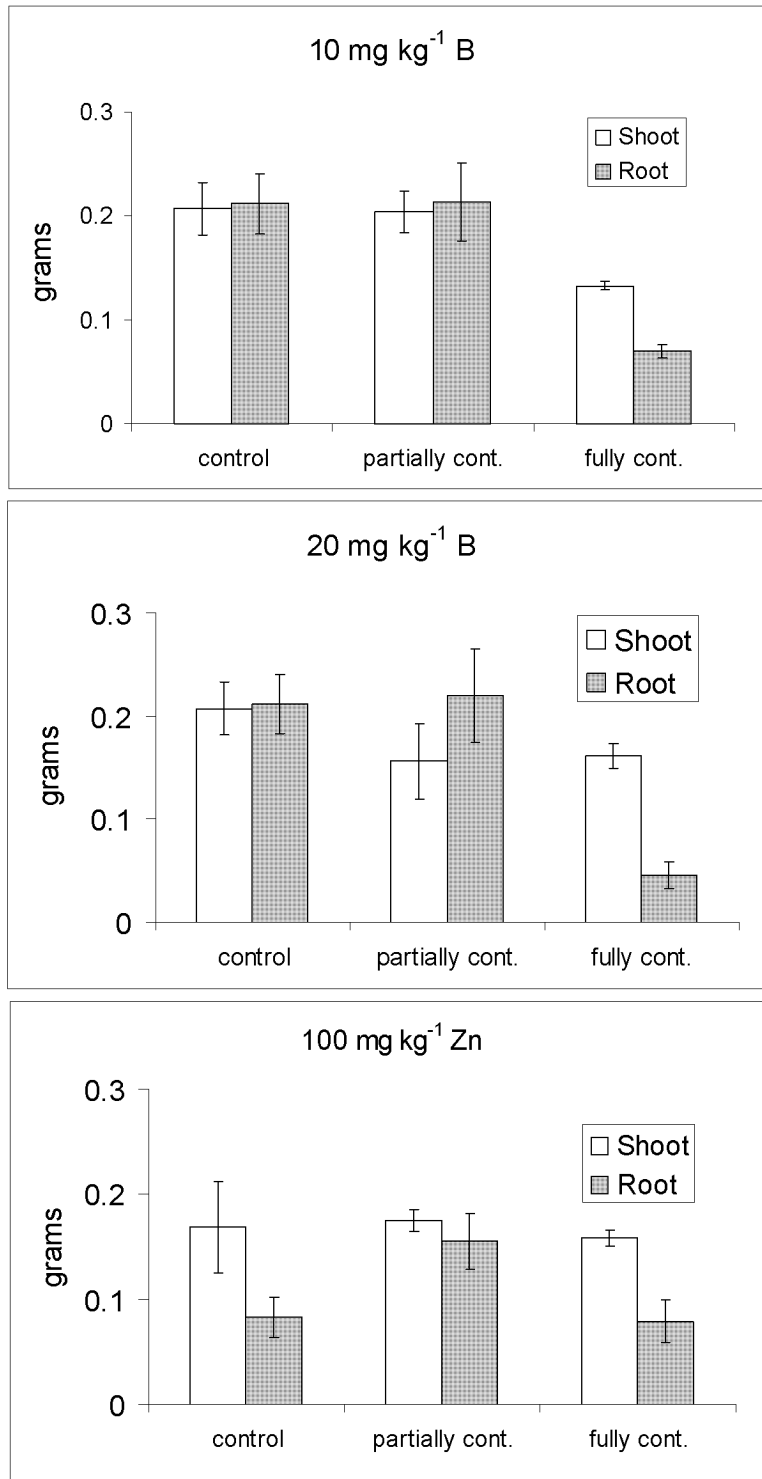 10 mg kg⁻¹ B
0.3
0.2
0.1
0
grams
Shoot
Root
control partially cont. fully cont.
20 mg kg⁻¹ B
0.3
0.2
0.1
0
grams
Shoot
Root
control partially cont. fully cont.
100 mg kg⁻¹ Zn
0.3
0.2
0.1
0
grams
Shoot
Root
control partially cont. fully cont.